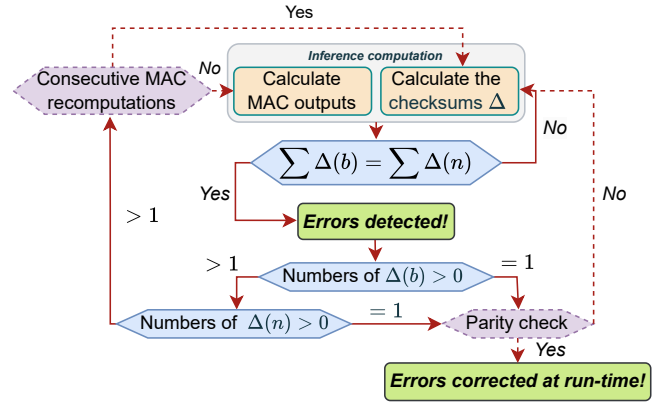 Yes
Inference computation
Consecutive MAC
recomputations
No
Calculate
MAC outputs
Calculate the
checksums Δ
No
∑ Δ(b) = ∑ Δ(n)
Yes
No
Errors detected!
> 1
> 1
Numbers of Δ(b) > 0
= 1
Numbers of Δ(n) > 0
= 1
Parity check
Yes
Errors corrected at run-time!